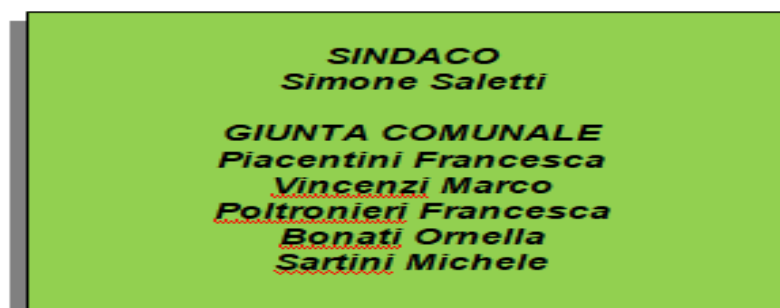 SINDACO
Simone Saletti
GIUNTA COMUNALE
Piacentini Francesca
Vincenzi Marco
Poltronieri Francesca
Bonati Ornella
Sartini Michele